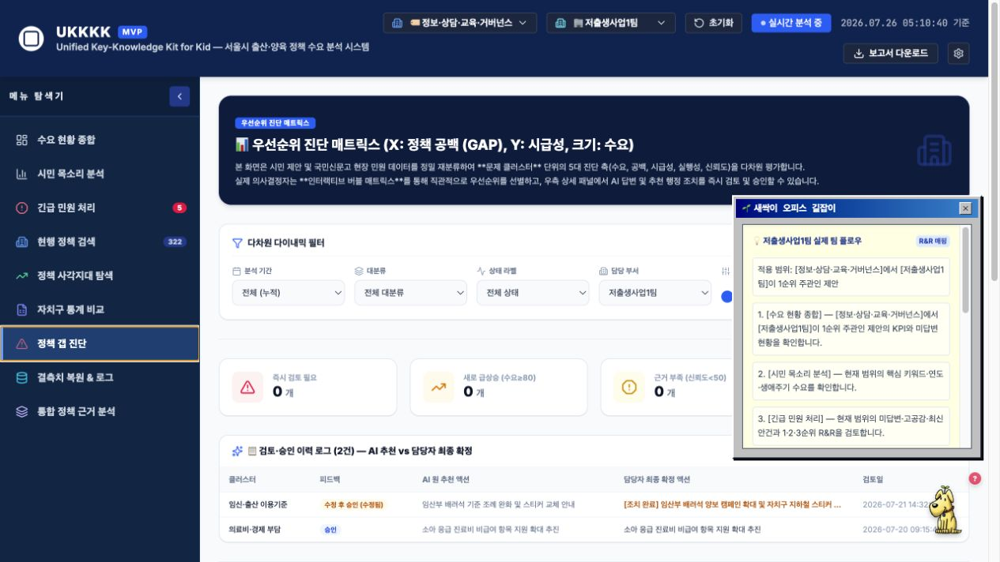 UKKKK MVP
Unified Key-Knowledge Kit for Kid — 서울시 출산·양육 정책 수요 분석 시스템
정보·상담·교육·거버넌스
저출생사업1팀
초기화
실시간 분석 중
2026.07.26 05:10:40 기준
보고서 다운로드
메뉴 탐색기
수요 현황 종합
시민 목소리 분석
긴급 민원 처리 5
현행 정책 검색 322
정책 사각지대 탐색
자치구 통계 비교
정책 갭 진단
결측치 복원 & 로그
통합 정책 근거 분석
우선순위 진단 매트릭스
우선순위 진단 매트릭스 (X: 정책 공백 (GAP), Y: 시급성, 크기: 수요)
본 화면은 시민 제안 및 국민신문고 현장 민원 데이터를 정밀 재분류하여 **문제 클러스터** 단위의 5대 진단 축(수요, 공백, 시급성, 실행성, 신뢰도)을 다차원 평가합니다.
실제 의사결정자는 **인터랙티브 버블 매트릭스**를 통해 직관적으로 우선순위를 선별하고, 우측 상세 패널에서 AI 답변 및 추천 행정 조치를 즉시 검토 및 승인할 수 있습니다.
다차원 다이내믹 필터
분석 기간
전체 (누적)
대분류
전체 대분류
상태 라벨
전체 상태
담당 부서
저출생사업1팀
즉시 검토 필요
0 개
새로 급상승 (수요≥80)
0 개
근거 부족 (신뢰도<50)
0 개
검토·승인 이력 로그 (2건) — AI 추천 vs 담당자 최종 확정
클러스터 피드백 AI 원 추천 액션 담당자 최종 확정 액션 검토일
임신·출산 이용기준 수정 후 승인 (수정됨) 임산부 배려석 기준 조례 완화 및 스티커 교체 안내 [조치 완료] 임산부 배려석 양보 캠페인 확대 및 자치구 지하철 스티커 ... 2026-07-21 14:32
의료비·경제 부담 승인 소아 응급 진료비 비급여 항목 지원 확대 추진 소아 응급 진료비 비급여 항목 지원 확대 추진 2026-07-20 09:15
새싹이 오피스 길잡이
저출생사업1팀 실제 팀 플로우 R&R 매핑
적용 범위: [정보·상담·교육·거버넌스]에서 [저출생사업1
팀]이 1순위 주관인 제안
1. [수요 현황 종합] — [정보·상담·교육·거버넌스]에서
[저출생사업1팀]이 1순위 주관인 제안의 KPI와 미답변
현황을 확인합니다.
2. [시민 목소리 분석] — 현재 범위의 핵심 키워드·연도
·생애주기 수요를 확인합니다.
3. [긴급 민원 처리] — 현재 범위의 미답변·고공감·최신
안건과 1·2·3순위 R&R을 검토합니다.
?